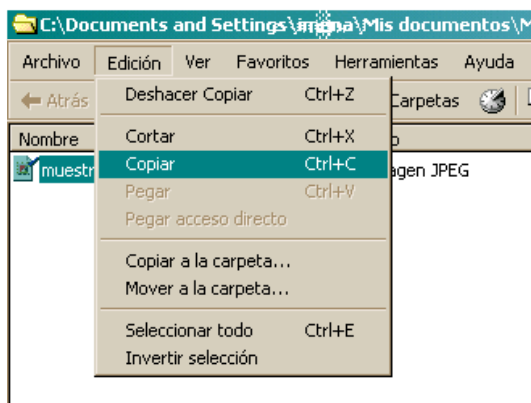 C:\Documents and Settings\ \Mis documentos\M
Archivo Edición Ver Favoritos Herramientas Ayuda
Atrás Carpetas
Nombre
muestr agen JPEG
Deshacer Copiar Ctrl+Z
Cortar Ctrl+X
Copiar Ctrl+C
Pegar Ctrl+V
Pegar acceso directo
Copiar a la carpeta...
Mover a la carpeta...
Seleccionar todo Ctrl+E
Invertir selección